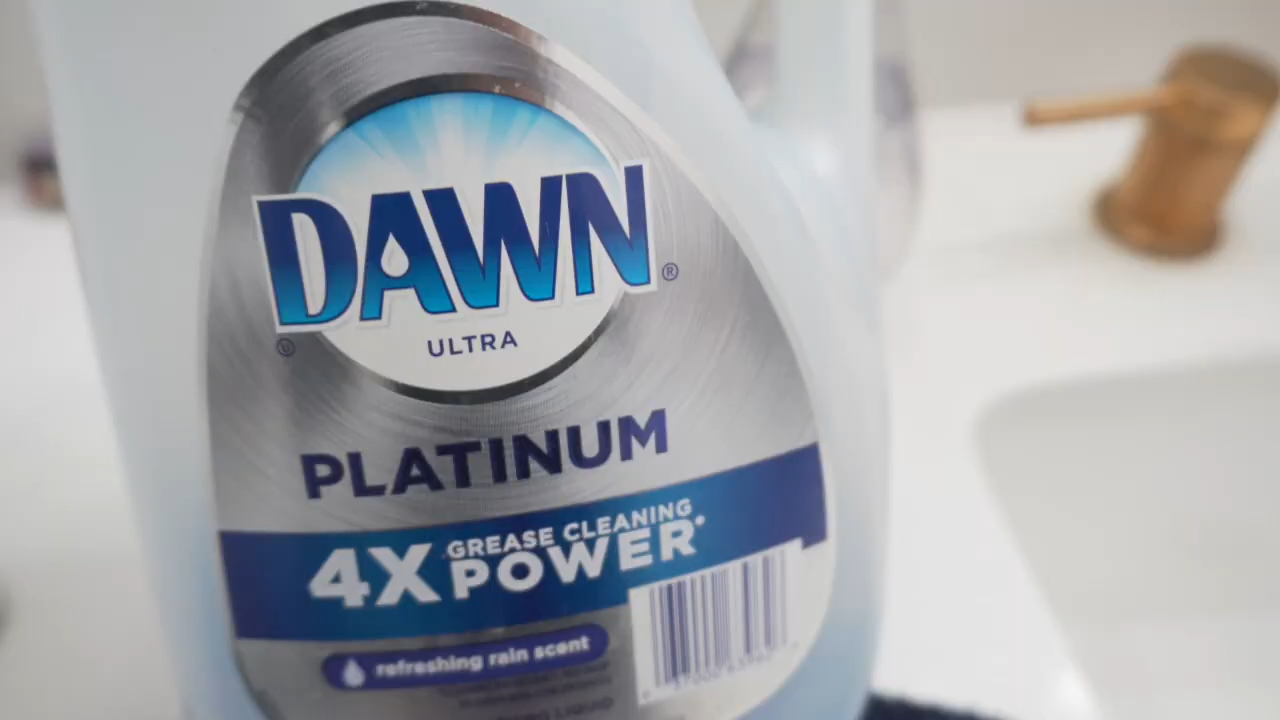 DAWN®
Ⓤ
ULTRA
PLATINUM
4X GREASE CLEANING
POWER*
refreshing rain scent